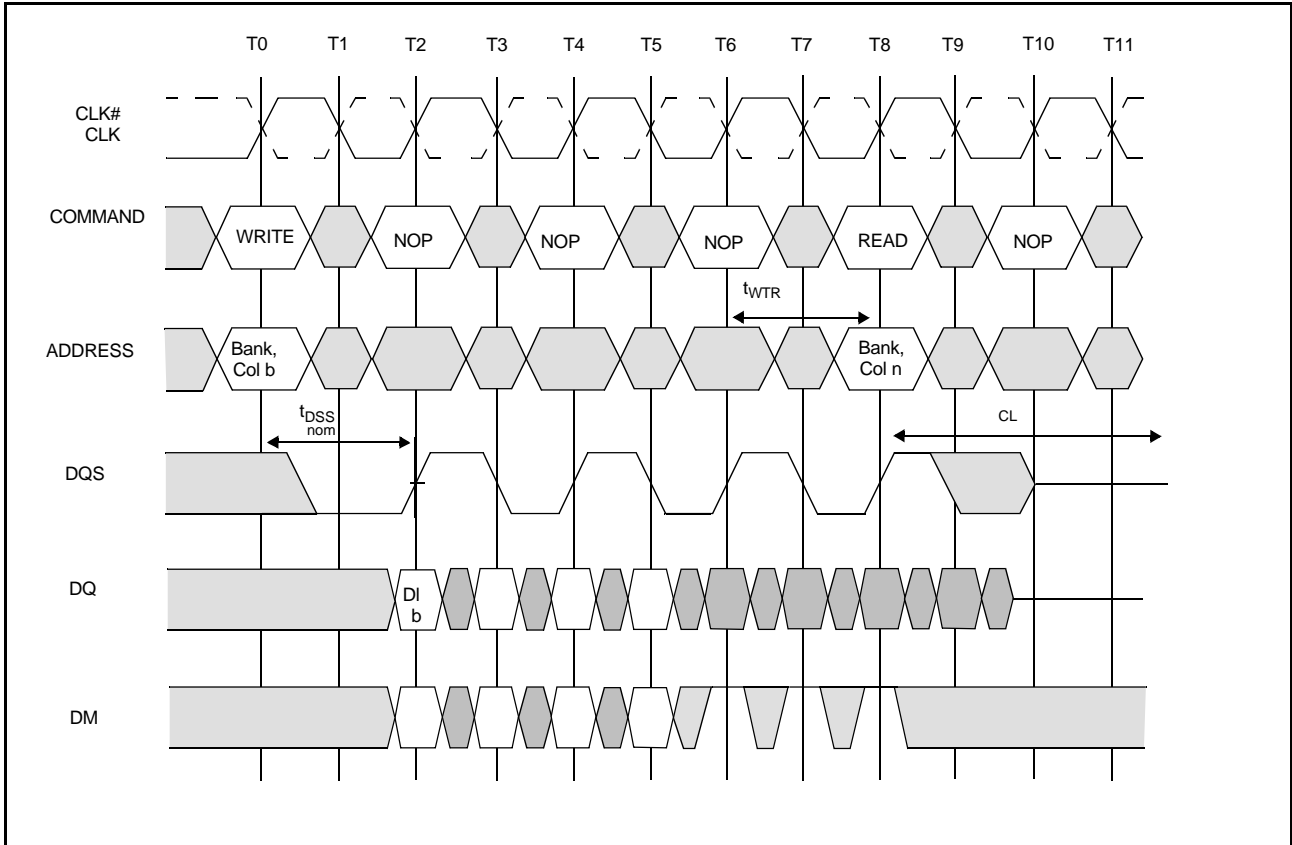 T0 T1 T2 T3 T4 T5 T6 T7 T8 T9 T10 T11
CLK#
CLK
COMMAND
WRITE NOP NOP NOP READ NOP
tWTR
ADDRESS
Bank,
Col b
Bank,
Col n
tDSS
nom
CL
DQS
DQ
DI
b
DM